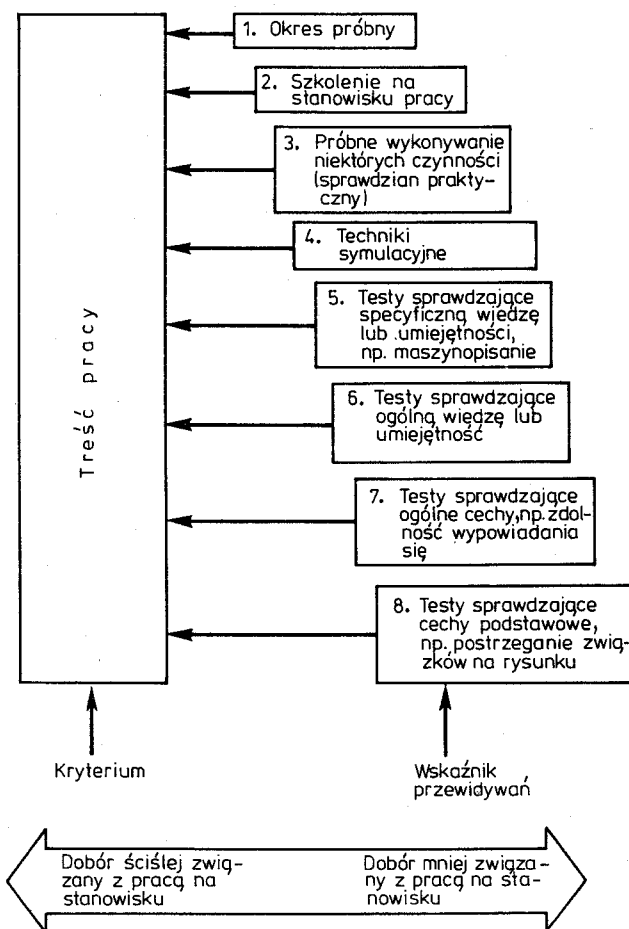 1. Okres próbny
2. Szkolenie na
stanowisku pracy
3. Próbne wykonywanie
niektórych czynności
(sprawdzian prakty-
czny)
4. Techniki
symulacyjne
5. Testy sprawdzające
specyficzną wiedzę
lub umiejętności,
np. maszynopisanie
6. Testy sprawdzające
ogólną wiedzę lub
umiejętność
7. Testy sprawdzające
ogólne cechy, np. zdol-
ność wypowiadania
się
8. Testy sprawdzające
cechy podstawowe,
np. postrzeganie zwią-
zków na rysunku
Treść pracy
Kryterium
Wskaźnik
przewidywań
Dobór ściślej zwią-
zany z pracą na
stanowisku
Dobór mniej związa-
ny z pracą na sta-
nowisku